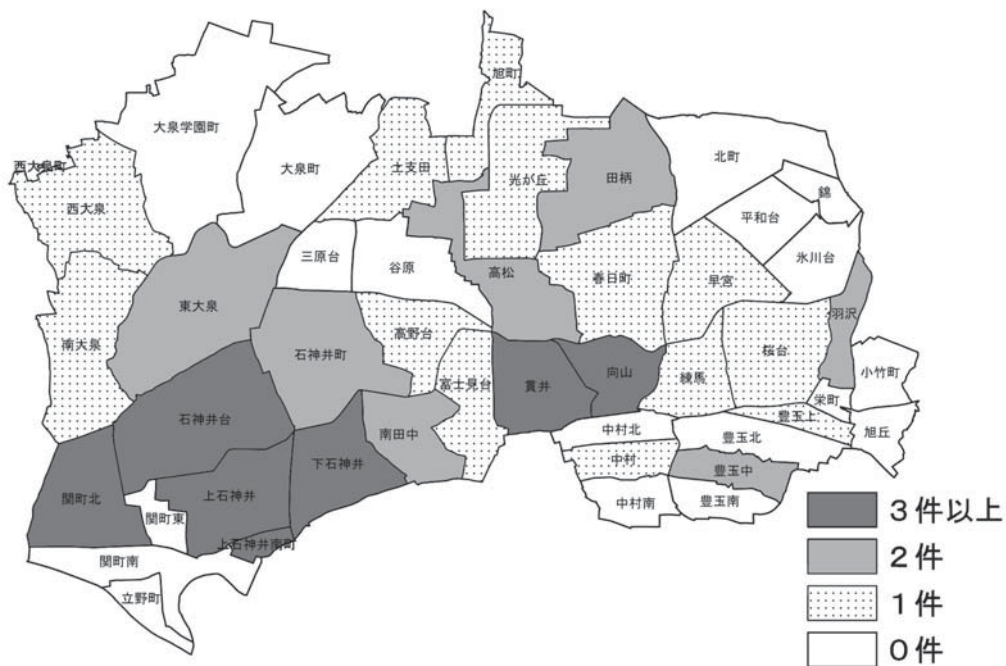 旭町
大泉学園町
大泉町
土支田
光が丘
田柄
北町
錦
西大泉町
西大泉
平和台
氷川台
三原台
谷原
高松
春日町
早宮
東大泉
羽沢
南大泉
高野台
石神井町
桜台
小竹町
富士見台
貫井
向山
練馬
栄町
石神井台
豊玉上
南田中
中村北
豊玉北
旭丘
下石神井
中村
豊玉中
関町北
上石神井
関町東
中村南
豊玉南
上石神井南町
関町南
立野町
3件以上
2件
1件
0件